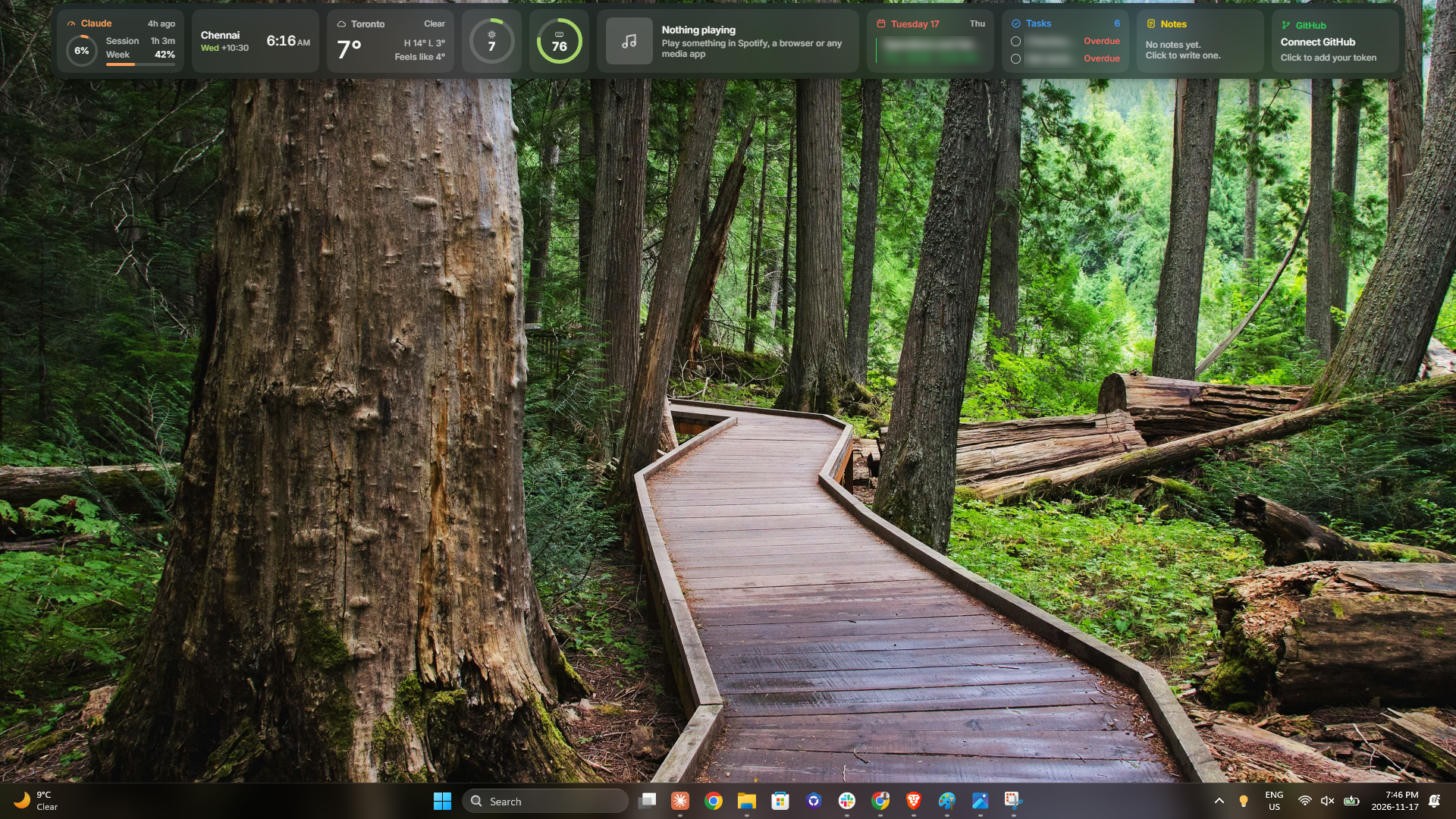 Claude 4h ago
6%
Session 1h 3m
Week 42%
Chennai
Wed +10:30
6:16 AM
Toronto Clear
7°
H 14° L 3°
Feels like 4°
7
76
Nothing playing
Play something in Spotify, a browser or any
media app
Tuesday 17 Thu
Tasks 6
Overdue
Overdue
Notes
No notes yet.
Click to write one.
GitHub
Connect GitHub
Click to add your token
9°C
Clear
Search
ENG
US
7:46 PM
2026-11-17